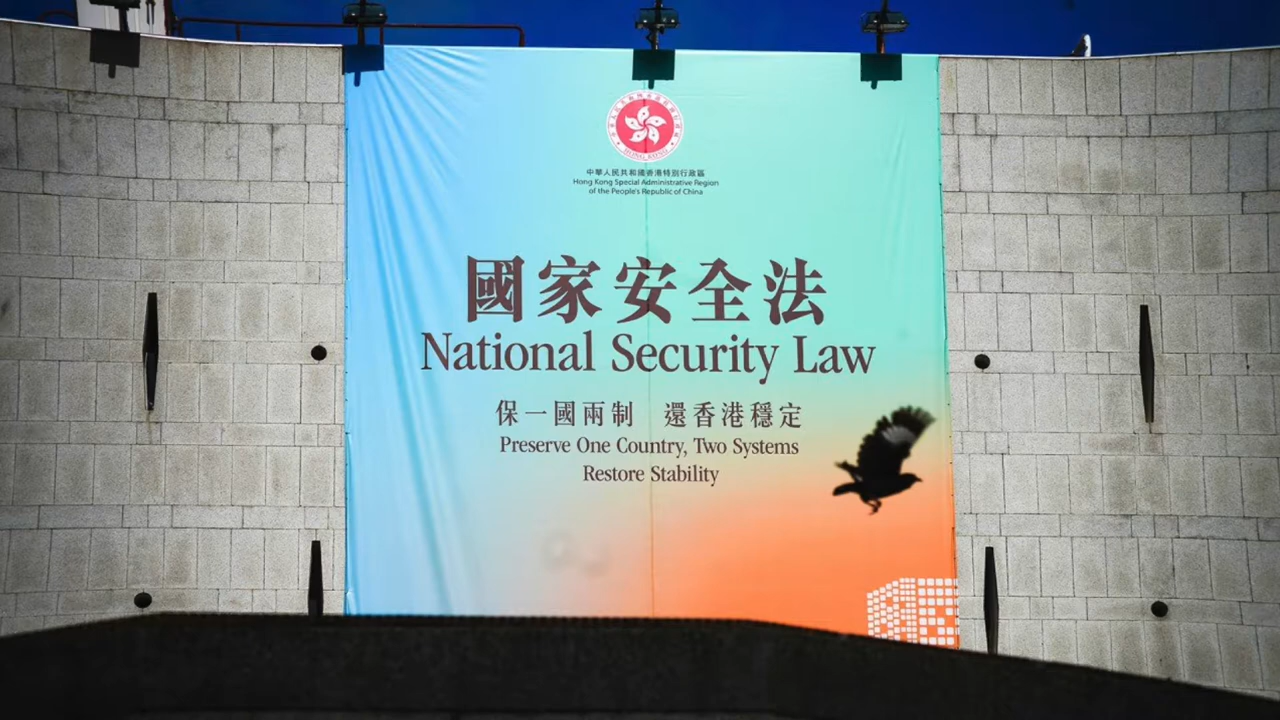 HONG KONG
中華人民共和國香港特別行政區
Hong Kong Special Administrative Region
of the People's Republic of China
國家安全法
National Security Law
保一國兩制 還香港穩定
Preserve One Country, Two Systems
Restore Stability